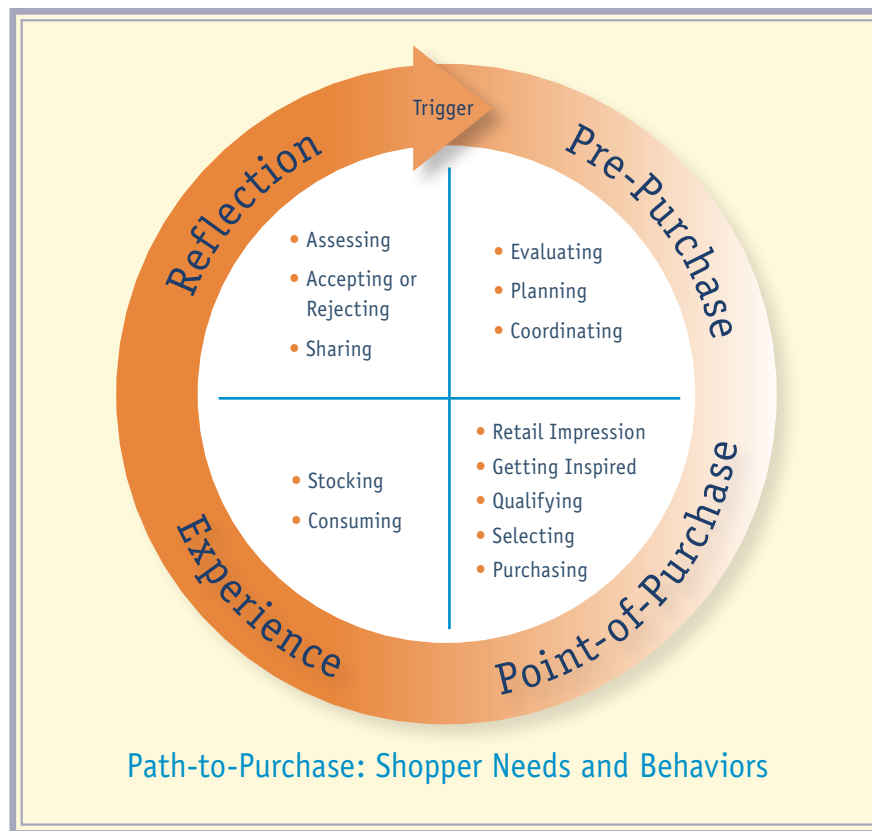 Trigger
Pre-Purchase
• Evaluating
• Planning
• Coordinating
Point-of-Purchase
• Retail Impression
• Getting Inspired
• Qualifying
• Selecting
• Purchasing
Experience
• Stocking
• Consuming
Reflection
• Assessing
• Accepting or
Rejecting
• Sharing
Path-to-Purchase: Shopper Needs and Behaviors